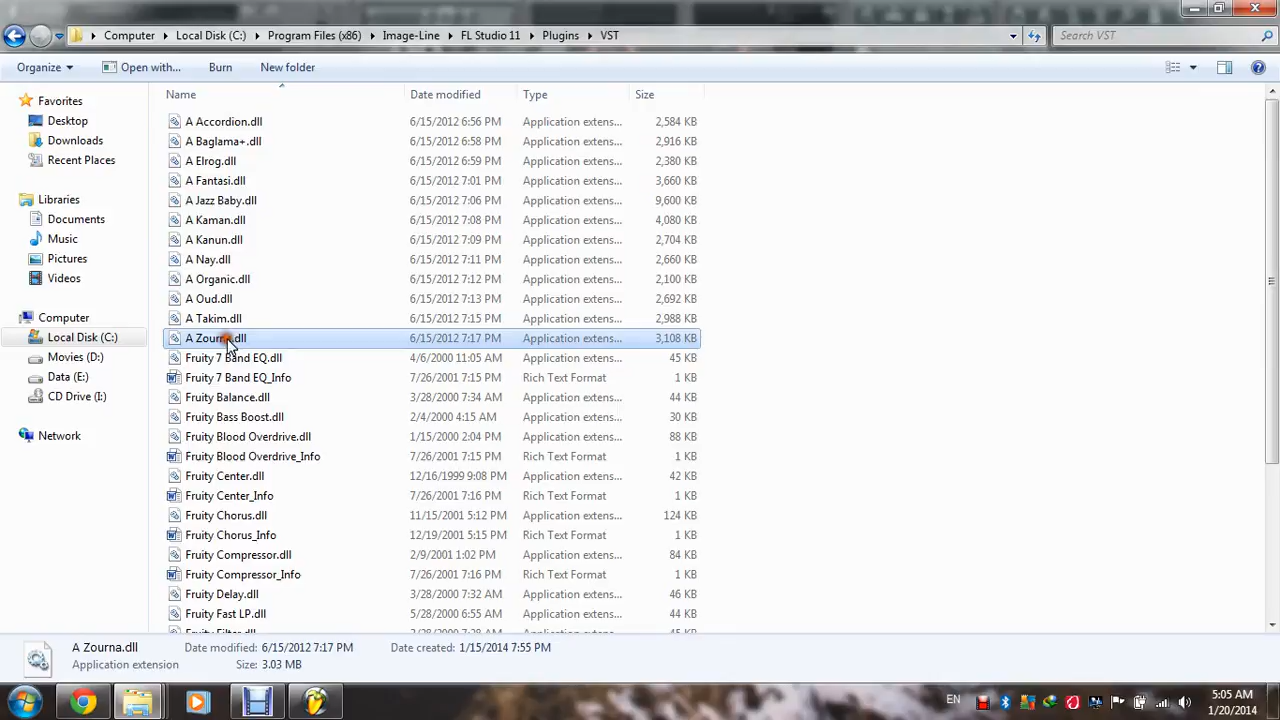 Computer Local Disk (C:) Program Files (x86) Image-Line FL Studio 11 Plugins VST Search VST
Organize Open with... Burn New folder
Name Date modified Type Size
Favorites
Desktop
Downloads
Recent Places
Libraries
Documents
Music
Pictures
Videos
Computer
Local Disk (C:)
Movies (D:)
Data (E:)
CD Drive (I:)
Network
A Accordion.dll 6/15/2012 6:56 PM Application extens... 2,584 KB
A Baglama+.dll 6/15/2012 6:58 PM Application extens... 2,916 KB
A Elrog.dll 6/15/2012 6:59 PM Application extens... 2,380 KB
A Fantasi.dll 6/15/2012 7:01 PM Application extens... 3,660 KB
A Jazz Baby.dll 6/15/2012 7:06 PM Application extens... 9,600 KB
A Kaman.dll 6/15/2012 7:08 PM Application extens... 4,080 KB
A Kanun.dll 6/15/2012 7:09 PM Application extens... 2,704 KB
A Nay.dll 6/15/2012 7:11 PM Application extens... 2,660 KB
A Organic.dll 6/15/2012 7:12 PM Application extens... 2,100 KB
A Oud.dll 6/15/2012 7:13 PM Application extens... 2,692 KB
A Takim.dll 6/15/2012 7:15 PM Application extens... 2,988 KB
A Zourna.dll 6/15/2012 7:17 PM Application extens... 3,108 KB
Fruity 7 Band EQ.dll 4/6/2000 11:05 AM Application extens... 45 KB
Fruity 7 Band EQ_Info 7/26/2001 7:15 PM Rich Text Format 1 KB
Fruity Balance.dll 3/28/2000 7:34 AM Application extens... 44 KB
Fruity Bass Boost.dll 2/4/2000 4:15 AM Application extens... 30 KB
Fruity Blood Overdrive.dll 1/15/2000 2:04 PM Application extens... 88 KB
Fruity Blood Overdrive_Info 7/26/2001 7:15 PM Rich Text Format 1 KB
Fruity Center.dll 12/16/1999 9:08 PM Application extens... 42 KB
Fruity Center_Info 7/26/2001 7:16 PM Rich Text Format 1 KB
Fruity Chorus.dll 11/15/2001 5:12 PM Application extens... 124 KB
Fruity Chorus_Info 12/19/2001 5:15 PM Rich Text Format 1 KB
Fruity Compressor.dll 2/9/2001 1:02 PM Application extens... 84 KB
Fruity Compressor_Info 7/26/2001 7:16 PM Rich Text Format 1 KB
Fruity Delay.dll 3/28/2000 7:32 AM Application extens... 46 KB
Fruity Fast LP.dll 5/28/2000 6:55 AM Application extens... 44 KB
A Zourna.dll Date modified: 6/15/2012 7:17 PM Date created: 1/15/2014 7:55 PM
Application extension Size: 3.03 MB
EN 5:05 AM
1/20/2014